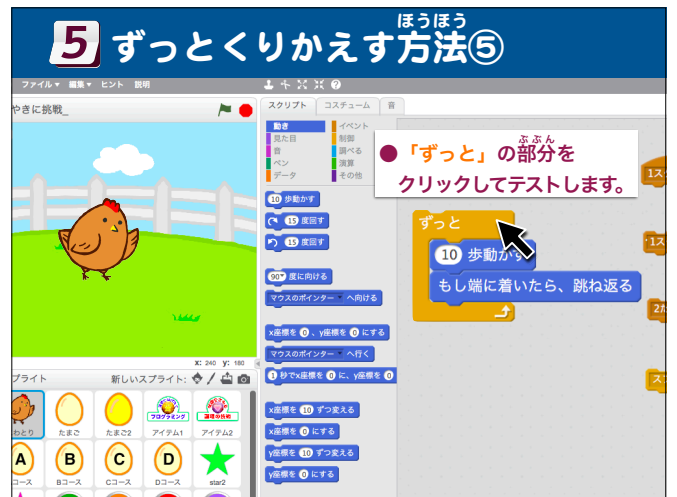 ほうほう
5 ずっとくりかえす方法⑤
ファイル▼ 編集▼ ヒント 説明
やきに挑戦_
スクリプト コスチューム 音
動き イベント
見た目 制御
音 調べる
ペン 演算
データ その他
10 歩動かす
15 度回す
15 度回す
90▼ 度に向ける
マウスのポインター▼ へ向ける
x座標を 0 、y座標を 0 にする
マウスのポインター▼ へ行く
1 秒でx座標を 0 に、y座標を 0
x座標を 10 ずつ変える
x座標を 0 にする
y座標を 10 ずつ変える
y座標を 0 にする
ぶぶん
●「ずっと」の部分を
クリックしてテストします。
ずっと
10 歩動かす
もし端に着いたら、跳ね返る
x: 240 y: 180
プライト 新しいスプライト:
わとり たまご たまご2 アイテム1 アイテム2
A B C D
コース Bコース Cコース Dコース star2